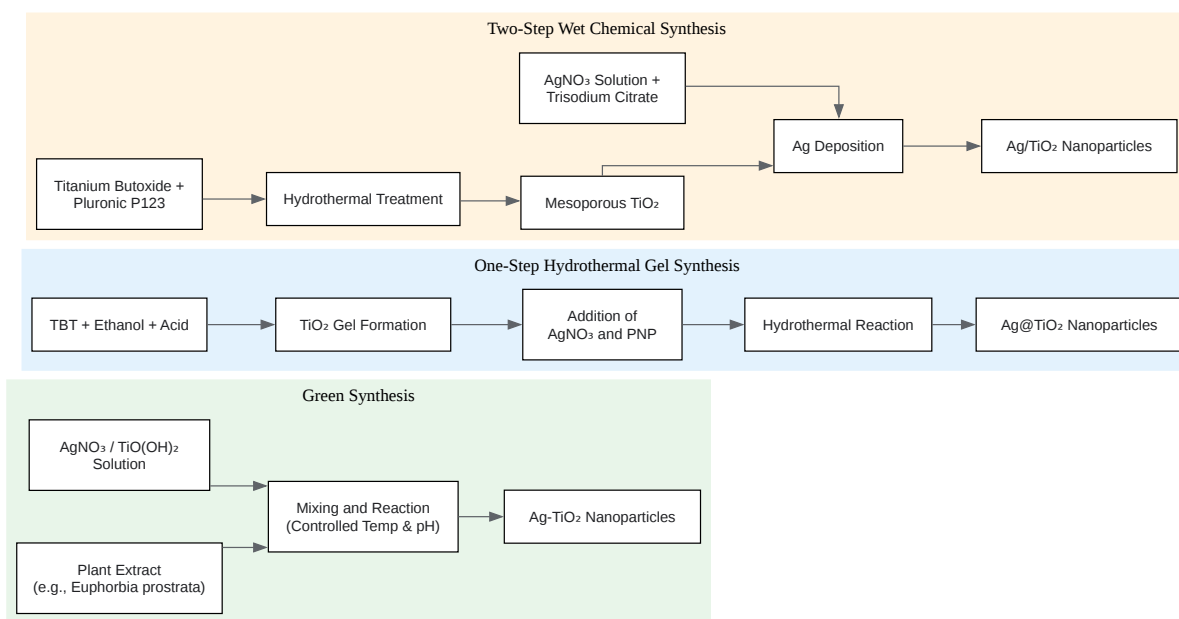 Two-Step Wet Chemical Synthesis
AgNO₃ Solution +
Trisodium Citrate
Ag Deposition
Ag/TiO₂ Nanoparticles
Titanium Butoxide +
Pluronic P123
Hydrothermal Treatment
Mesoporous TiO₂
One-Step Hydrothermal Gel Synthesis
TBT + Ethanol + Acid
TiO₂ Gel Formation
Addition of
AgNO₃ and PNP
Hydrothermal Reaction
Ag@TiO₂ Nanoparticles
Green Synthesis
AgNO₃ / TiO(OH)₂
Solution
Mixing and Reaction
(Controlled Temp & pH)
Ag-TiO₂ Nanoparticles
Plant Extract
(e.g., Euphorbia prostrata)